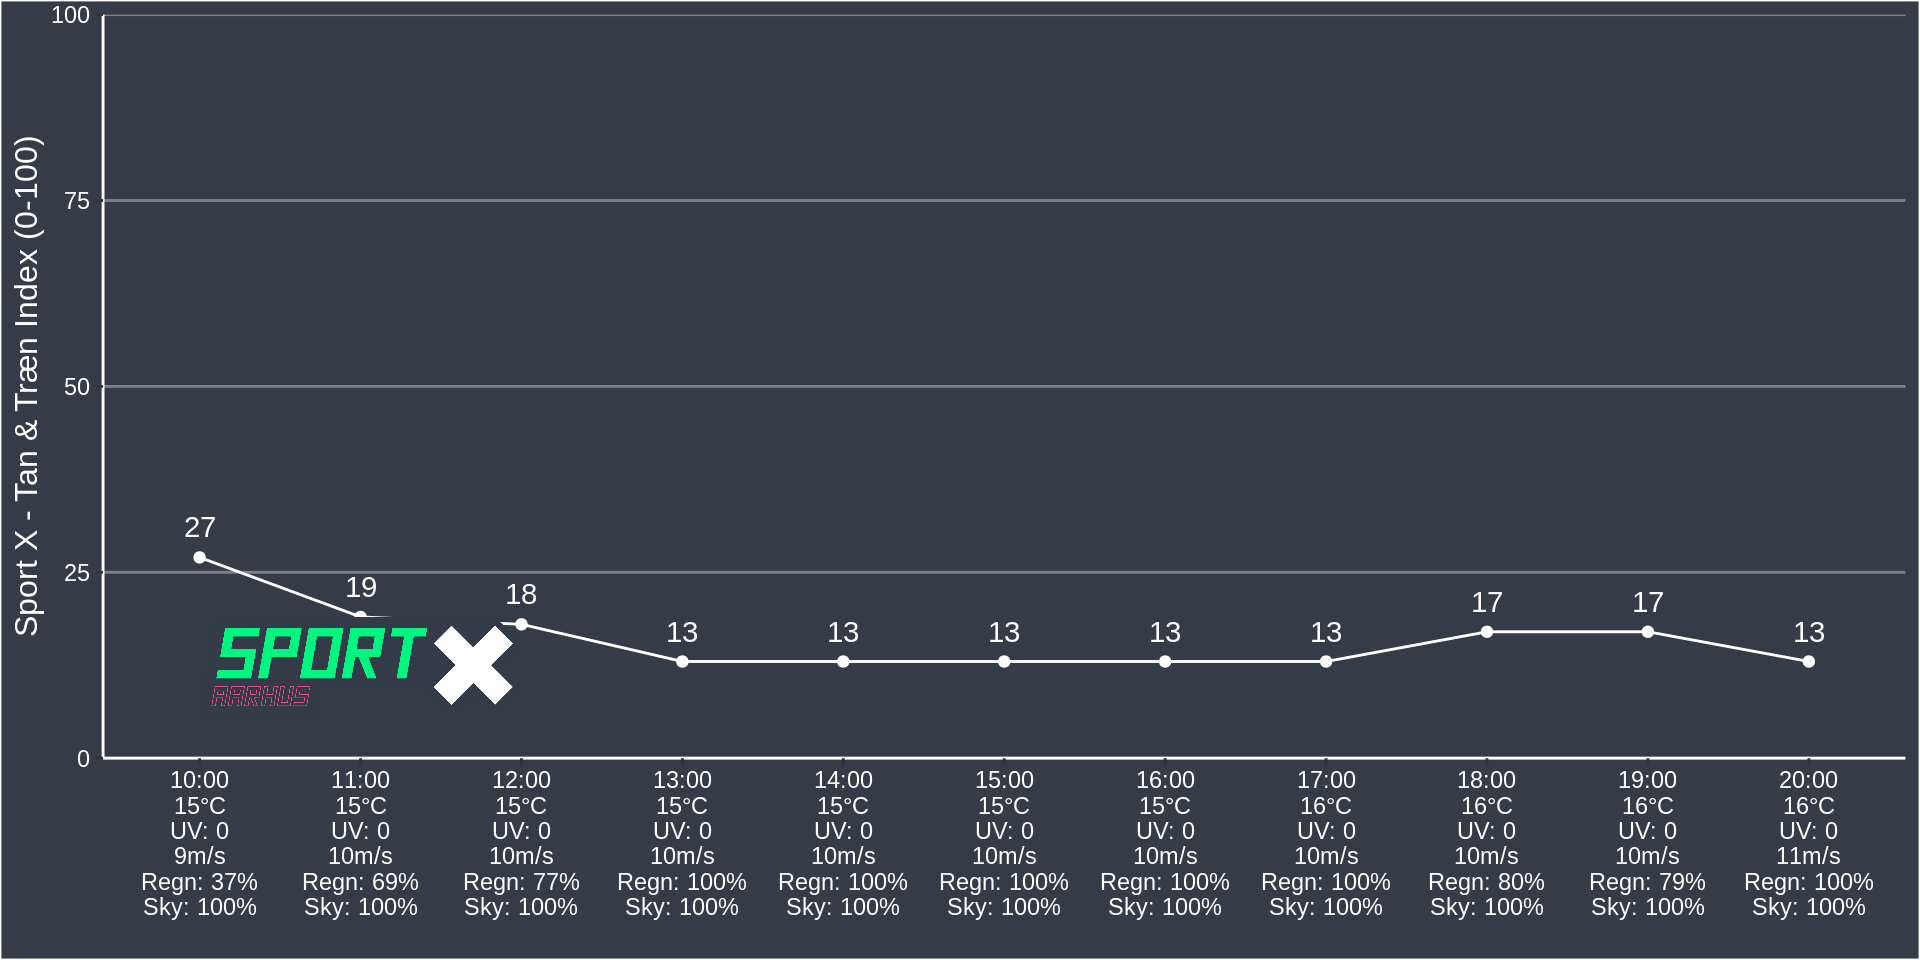 100
75
50
25
0
Sport X - Tan & Træn Index (0-100)
27
19
18
13
13
13
13
13
17
17
13
SPORT X
AARHUS
10:00 11:00 12:00 13:00 14:00 15:00 16:00 17:00 18:00 19:00 20:00
15°C 15°C 15°C 15°C 15°C 15°C 15°C 16°C 16°C 16°C 16°C
UV: 0 UV: 0 UV: 0 UV: 0 UV: 0 UV: 0 UV: 0 UV: 0 UV: 0 UV: 0 UV: 0
9m/s 10m/s 10m/s 10m/s 10m/s 10m/s 10m/s 10m/s 10m/s 10m/s 11m/s
Regn: 37% Regn: 69% Regn: 77% Regn: 100% Regn: 100% Regn: 100% Regn: 100% Regn: 100% Regn: 80% Regn: 79% Regn: 100%
Sky: 100% Sky: 100% Sky: 100% Sky: 100% Sky: 100% Sky: 100% Sky: 100% Sky: 100% Sky: 100% Sky: 100% Sky: 100%